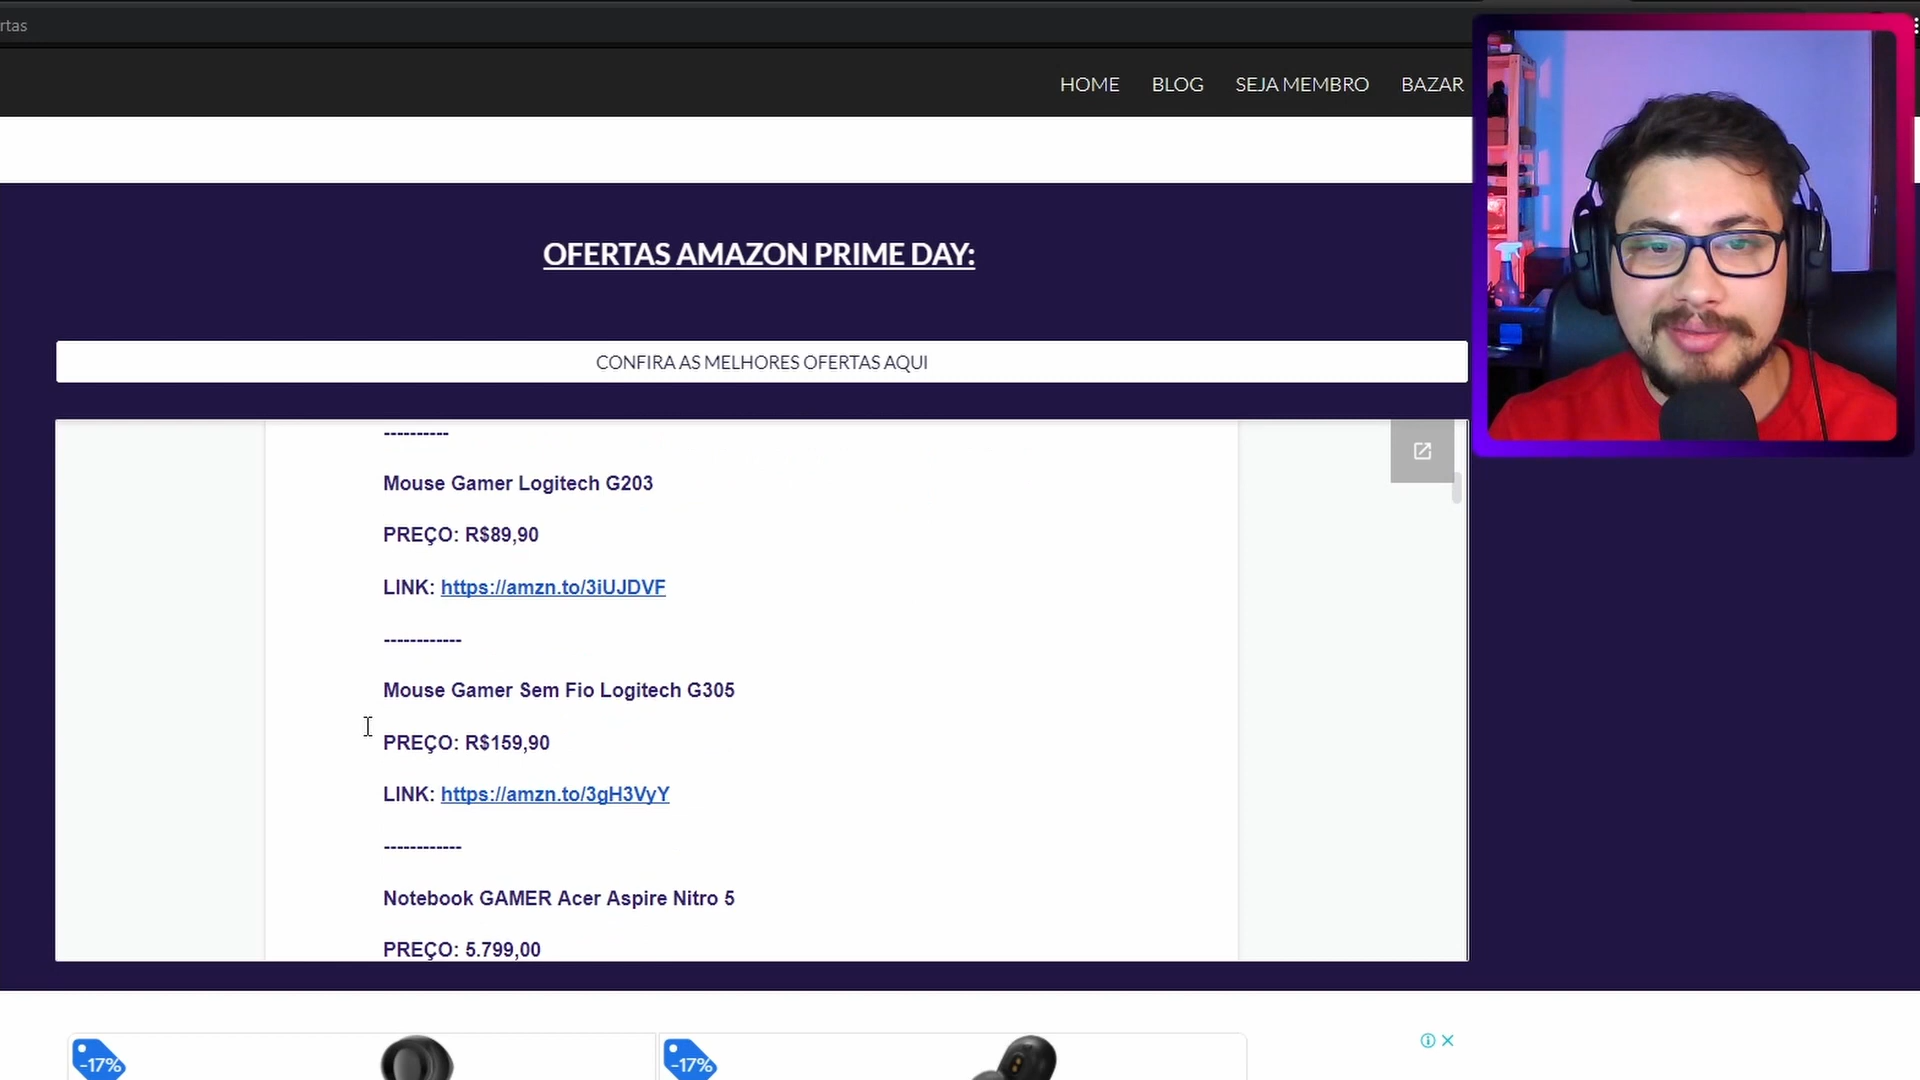 rtas
HOME BLOG SEJA MEMBRO BAZAR
OFERTAS AMAZON PRIME DAY:
CONFIRA AS MELHORES OFERTAS AQUI
----------
Mouse Gamer Logitech G203
PREÇO: R$89,90
LINK: https://amzn.to/3iUJDVF
------------
Mouse Gamer Sem Fio Logitech G305
PREÇO: R$159,90
LINK: https://amzn.to/3gH3VyY
------------
Notebook GAMER Acer Aspire Nitro 5
PREÇO: 5.799,00
-17% -17%